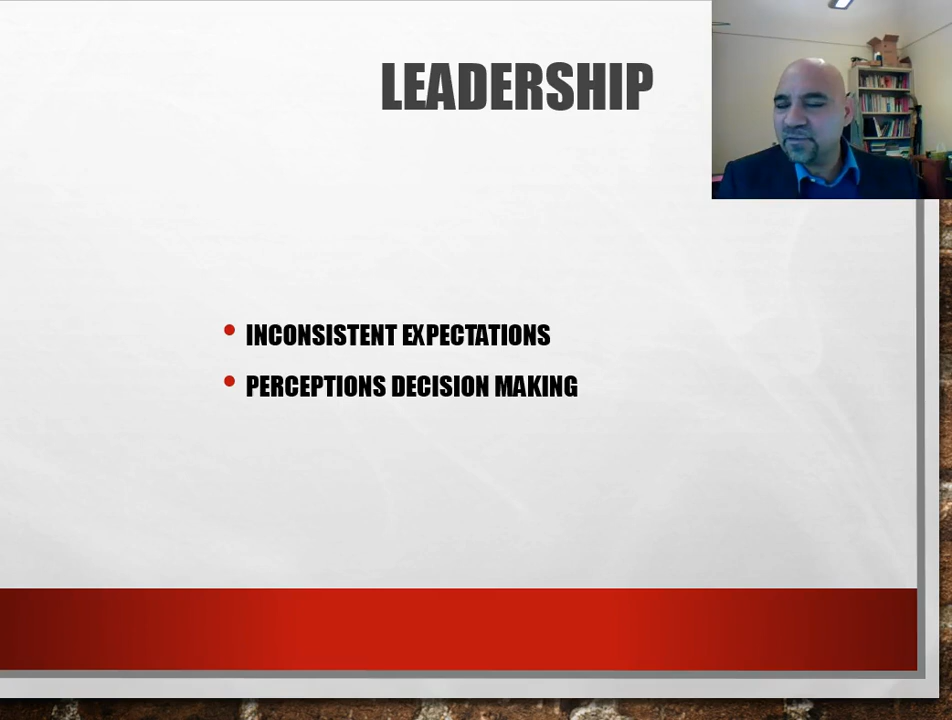 LEADERSHIP
INCONSISTENT EXPECTATIONS
PERCEPTIONS DECISION MAKING